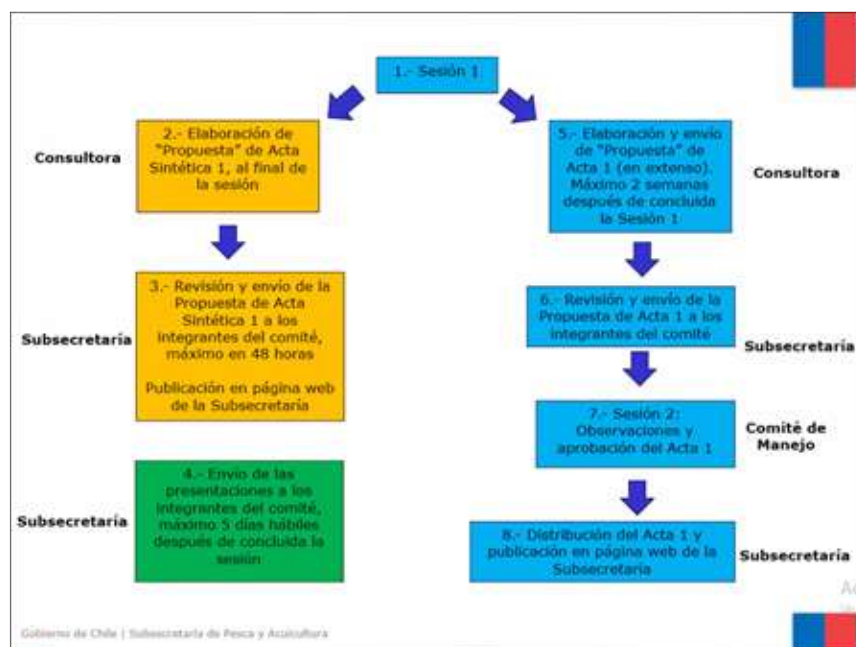 1.- Sesión 1
Consultora
2.- Elaboración de
"Propuesta" de Acta
Sintética 1, al final de
la sesión
5.- Elaboración y envío
de "Propuesta" de
Acta 1 (en extenso).
Máximo 2 semanas
después de concluida
la Sesión 1
Consultora
Subsecretaría
3.- Revisión y envío de la
Propuesta de Acta
Sintética 1 a los
integrantes del comité,
máximo en 48 horas
Publicación en página web
de la Subsecretaría
6.- Revisión y envío de la
Propuesta de Acta 1 a los
integrantes del comité
Subsecretaría
7.- Sesión 2:
Observaciones y
aprobación del Acta 1
Comité de
Manejo
Subsecretaría
4.- Envío de las
presentaciones a los
integrantes del comité,
máximo 5 días hábiles
después de concluida la
sesión
8.- Distribución del Acta 1 y
publicación en página web de la
Subsecretaría
Subsecretaría
Gobierno de Chile | Subsecretaría de Pesca y Acuicultura